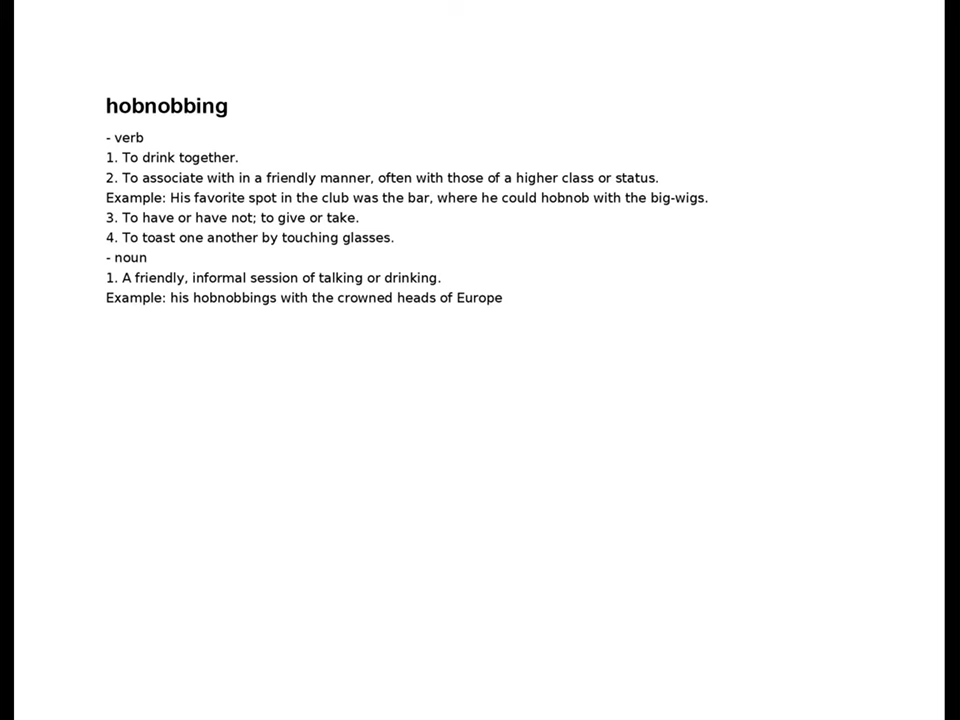 hobnobbing
- verb
1. To drink together.
2. To associate with in a friendly manner, often with those of a higher class or status.
Example: His favorite spot in the club was the bar, where he could hobnob with the big-wigs.
3. To have or have not; to give or take.
4. To toast one another by touching glasses.
- noun
1. A friendly, informal session of talking or drinking.
Example: his hobnobbings with the crowned heads of Europe